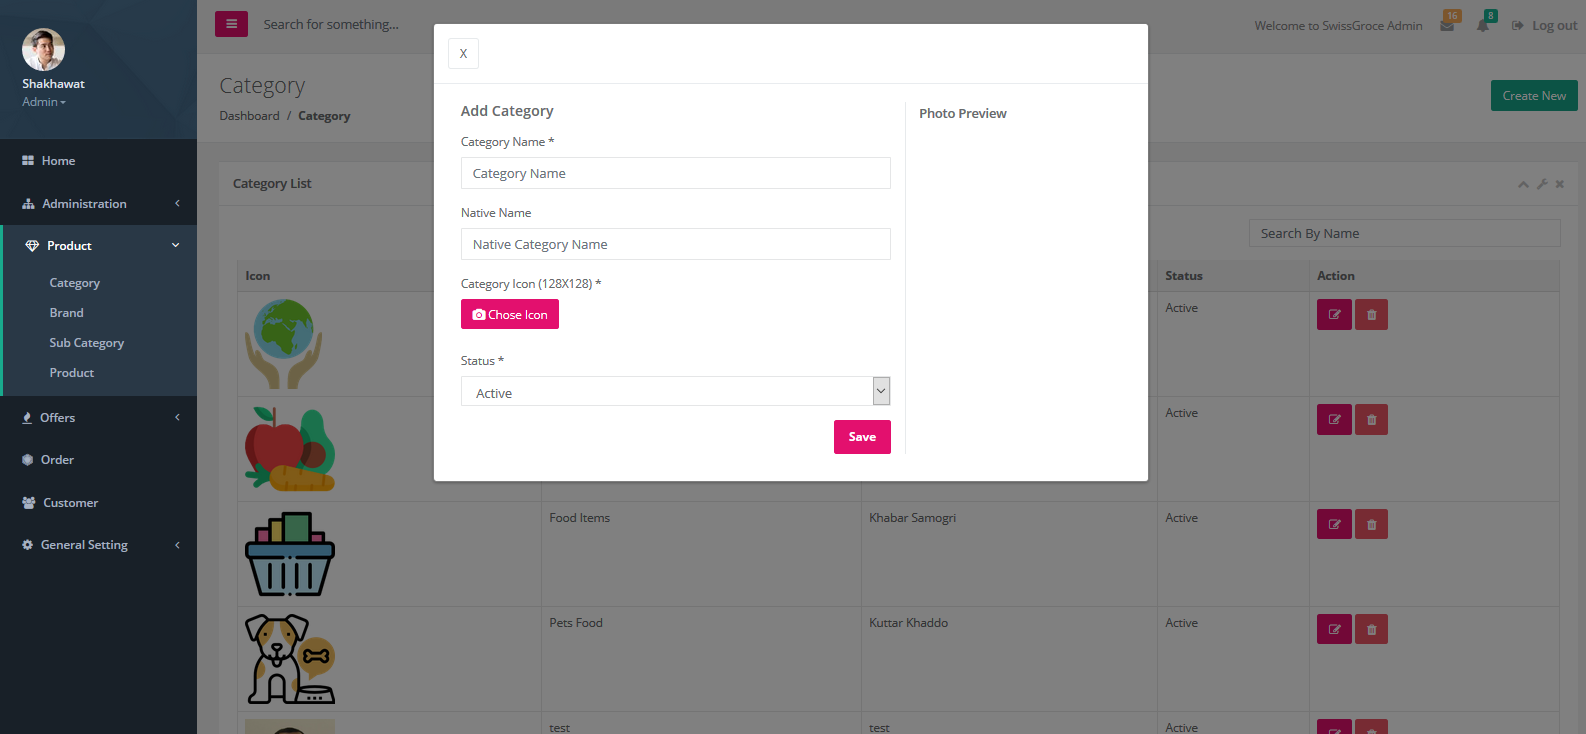 Shakhawat
Admin
Home
Administration
Product
Category
Brand
Sub Category
Product
Offers
Order
Customer
General Setting
Search for something...
Welcome to SwissGroce Admin
16
8
Log out
Category
Dashboard / Category
Create New
Category List
Search By Name
Icon
Status
Action
Active
Active
Food Items
Khabar Samogri
Active
Pets Food
Kuttar Khaddo
Active
test
test
Active
X
Add Category
Category Name *
Category Name
Native Name
Native Category Name
Category Icon (128X128) *
Chose Icon
Status *
Active
Save
Photo Preview